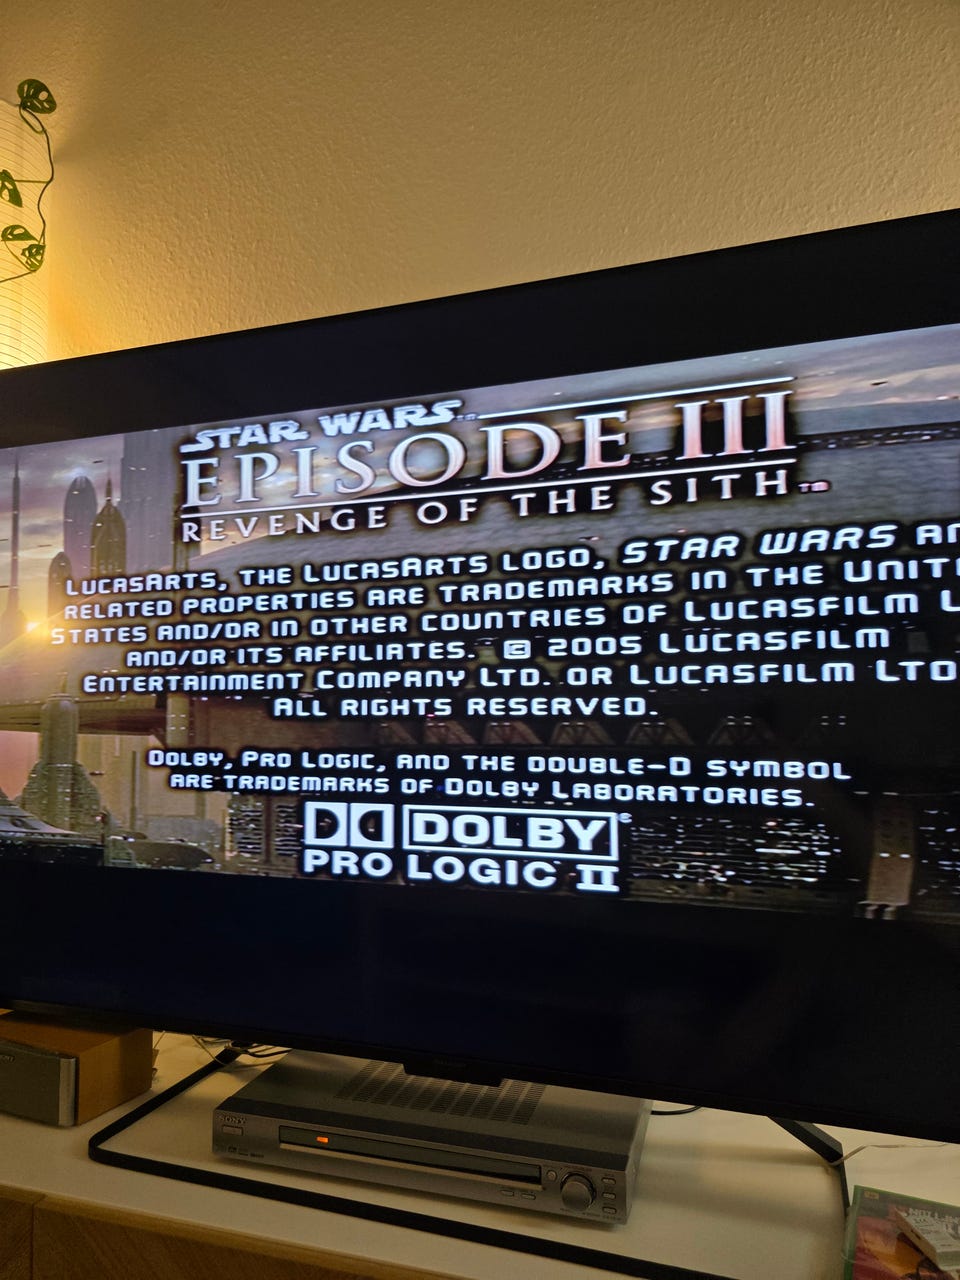 STAR WARS™
EPISODE III
REVENGE OF THE SITH™
LUCASARTS, THE LUCASARTS LOGO, STAR WARS AN
RELATED PROPERTIES ARE TRADEMARKS IN THE UNIT
STATES AND/OR IN OTHER COUNTRIES OF LUCASFILM L
AND/OR ITS AFFILIATES. © 2005 LUCASFILM
ENTERTAINMENT COMPANY LTD. OR LUCASFILM LTD
ALL RIGHTS RESERVED.
DOLBY, PRO LOGIC, AND THE DOUBLE-D SYMBOL
ARE TRADEMARKS OF DOLBY LABORATORIES.
DOLBY®
PRO LOGIC II
SONY